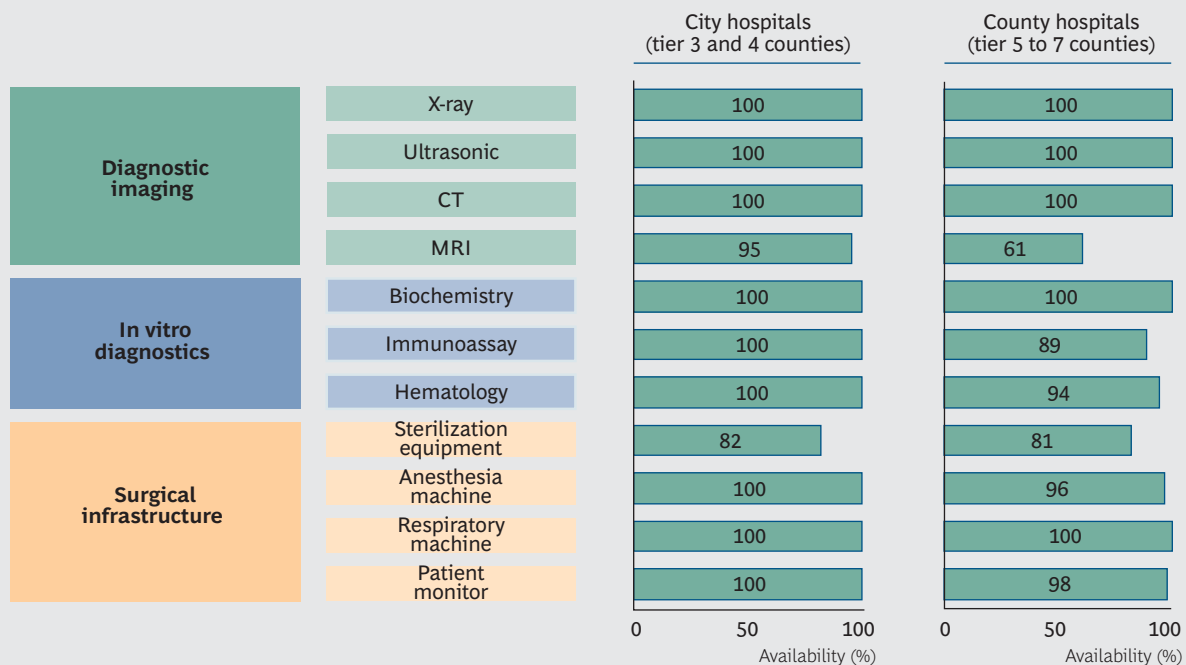 City hospitals
(tier 3 and 4 counties)
County hospitals
(tier 5 to 7 counties)
Diagnostic
imaging
X-ray
100
100
Ultrasonic
100
100
CT
100
100
MRI
95
61
In vitro
diagnostics
Biochemistry
100
100
Immunoassay
100
89
Hematology
100
94
Surgical
infrastructure
Sterilization
equipment
82
81
Anesthesia
machine
100
96
Respiratory
machine
100
100
Patient
monitor
100
98
0 50 100
Availability (%)
0 50 100
Availability (%)